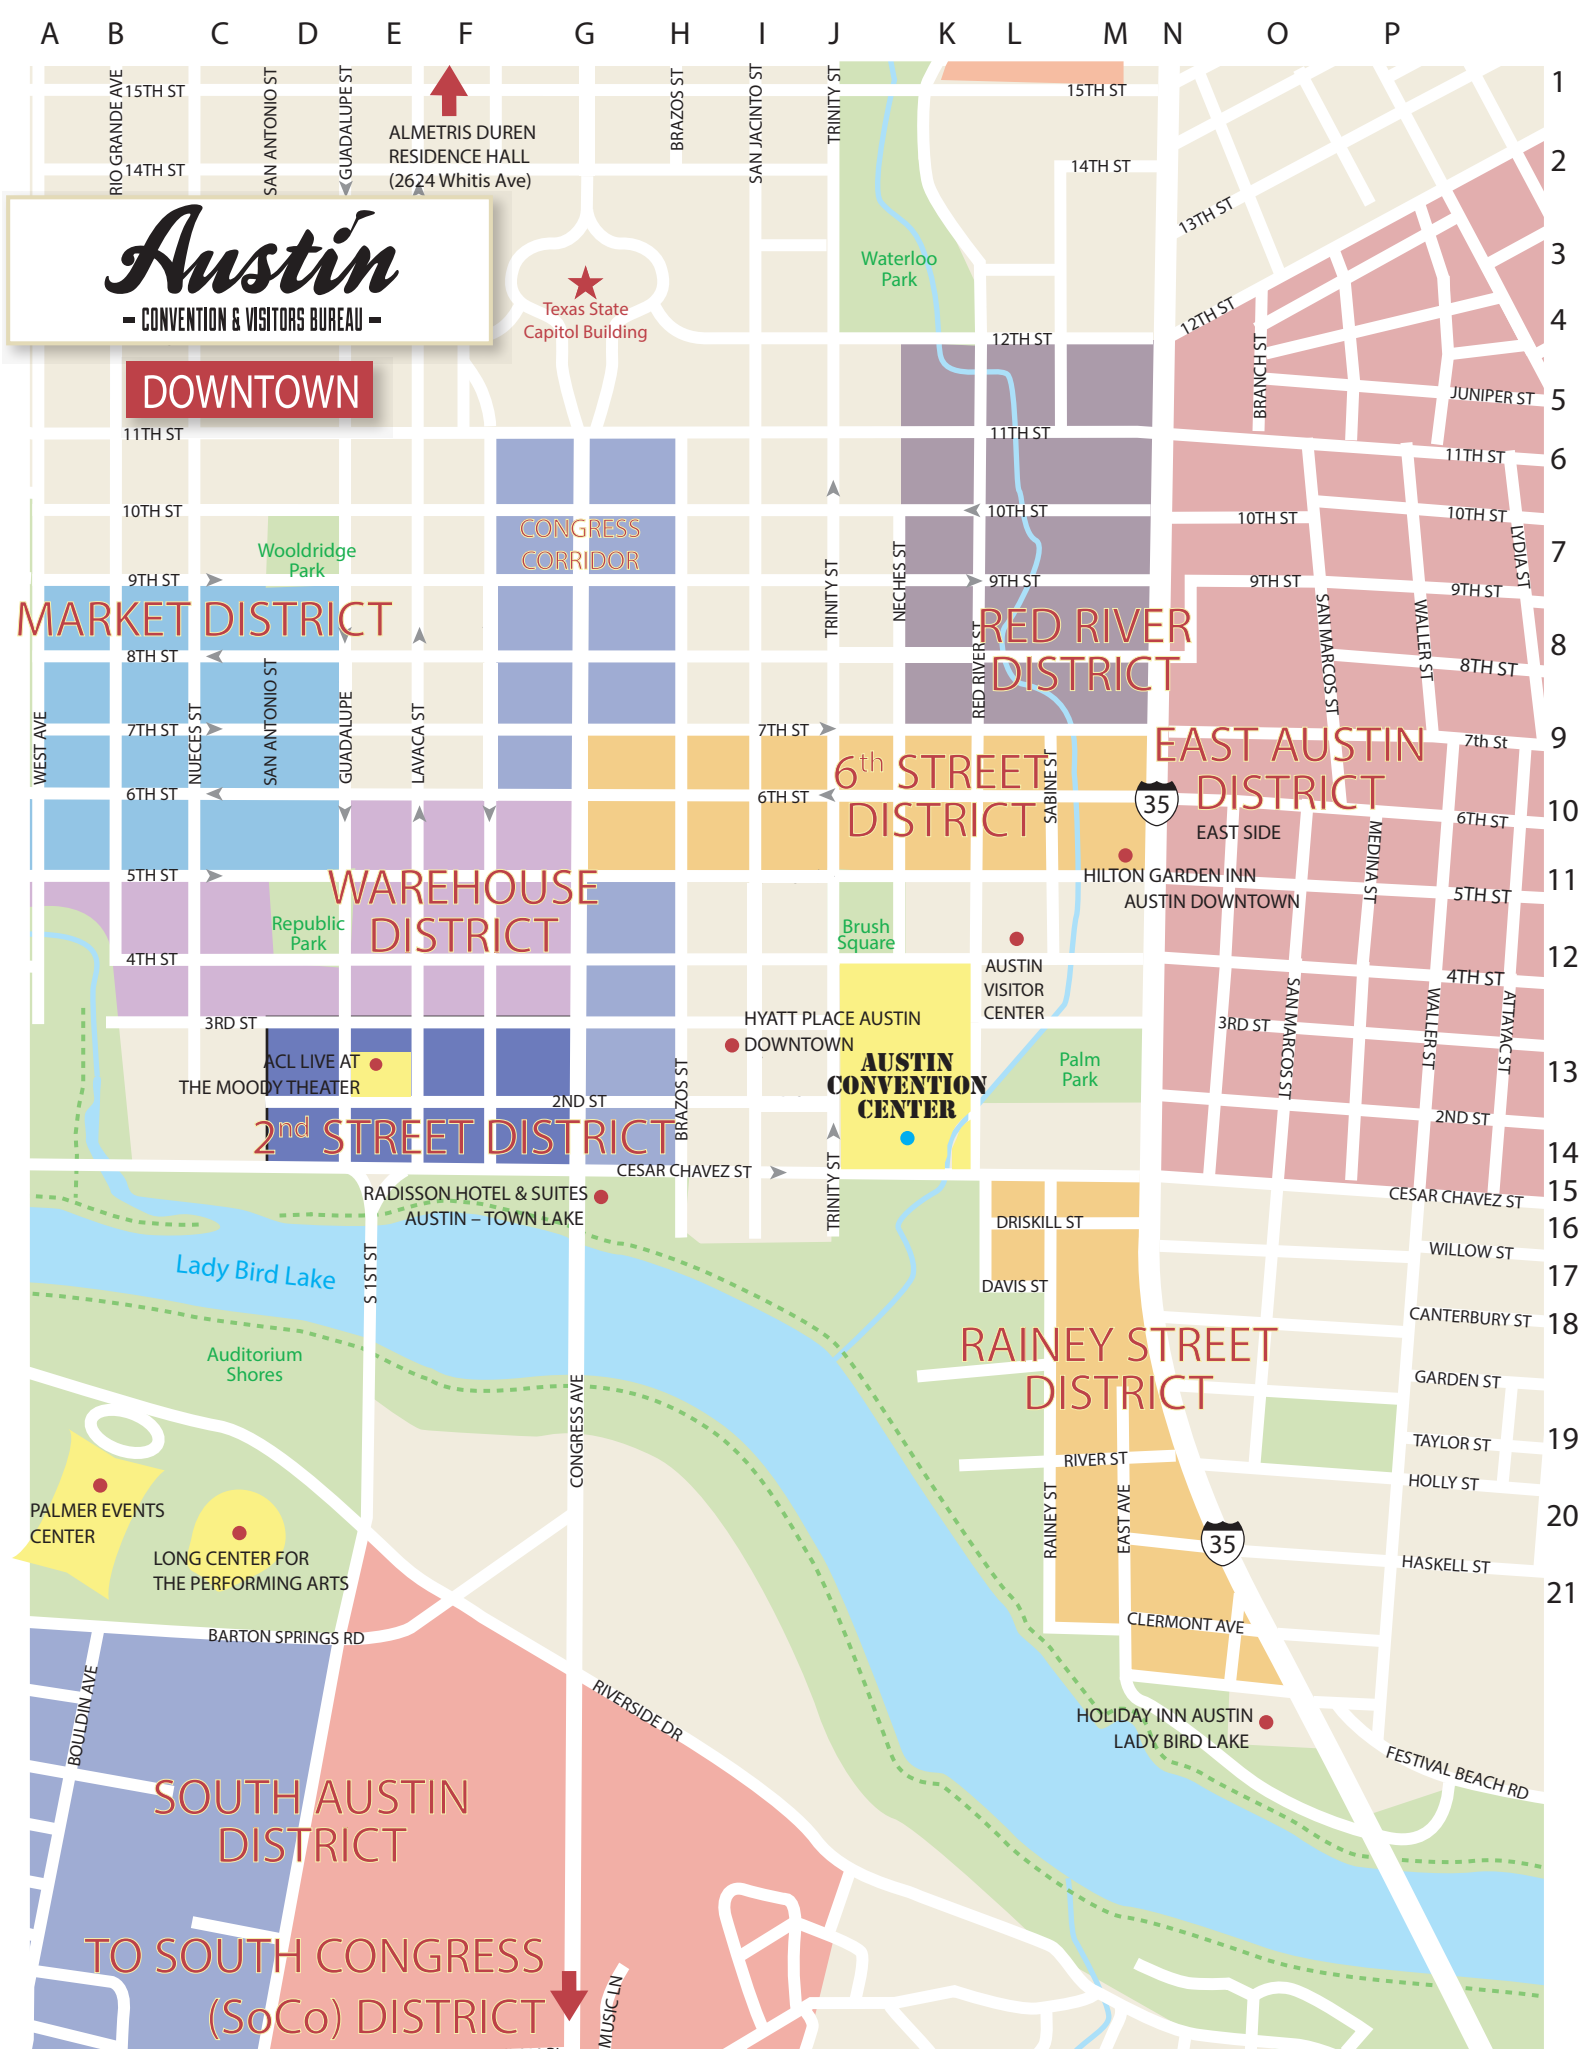 A B C D E F G H I J K L M N O P
1
2
3
4
5
6
7
8
9
10
11
12
13
14
15
16
17
18
19
20
21
RIO GRANDE AVE
15TH ST
SAN ANTONIO ST
GUADALUPE ST
BRAZOS ST
SAN JACINTO ST
TRINITY ST
15TH ST
ALMETRIS DUREN
RESIDENCE HALL
(2624 Whitis Ave)
14TH ST
14TH ST
13TH ST
Austin
CONVENTION & VISITORS BUREAU
DOWNTOWN
Waterloo
Park
Texas State
Capitol Building
12TH ST
12TH ST
BRANCH ST
JUNIPER ST
11TH ST
11TH ST
11TH ST
10TH ST
10TH ST
10TH ST
10TH ST
CONGRESS
CORRIDOR
Wooldridge
Park
LYDIA ST
NECHES ST
TRINITY ST
9TH ST
9TH ST
9TH ST
9TH ST
MARKET DISTRICT
RED RIVER
DISTRICT
RED RIVER ST
SAN MARCOS ST
WALLER ST
8TH ST
8TH ST
SAN ANTONIO ST
GUADALUPE
LAVACA ST
NUECES ST
WEST AVE
7TH ST
7TH ST
7th St
6th STREET
DISTRICT
SABINE ST
EAST AUSTIN
DISTRICT
35
6TH ST
6TH ST
6TH ST
EAST SIDE
MEDINA ST
HILTON GARDEN INN
AUSTIN DOWNTOWN
5TH ST
5TH ST
WAREHOUSE
DISTRICT
Republic
Park
Brush
Square
4TH ST
4TH ST
AUSTIN
VISITOR
CENTER
SAN MARCOS ST
WALLER ST
ATTAYAC ST
3RD ST
3RD ST
HYATT PLACE AUSTIN
DOWNTOWN
ACL LIVE AT
THE MOODY THEATER
AUSTIN
CONVENTION
CENTER
Palm
Park
BRAZOS ST
2ND ST
2ND ST
2nd STREET DISTRICT
TRINITY ST
CESAR CHAVEZ ST
CESAR CHAVEZ ST
RADISSON HOTEL & SUITES
AUSTIN – TOWN LAKE
DRISKILL ST
WILLOW ST
Lady Bird Lake
S 1ST ST
DAVIS ST
CANTERBURY ST
RAINEY STREET
DISTRICT
Auditorium
Shores
GARDEN ST
CONGRESS AVE
TAYLOR ST
RIVER ST
HOLLY ST
RAINEY ST
EAST AVE
PALMER EVENTS
CENTER
LONG CENTER FOR
THE PERFORMING ARTS
35
HASKELL ST
CLERMONT AVE
BARTON SPRINGS RD
BOULDIN AVE
RIVERSIDE DR
HOLIDAY INN AUSTIN
LADY BIRD LAKE
FESTIVAL BEACH RD
SOUTH AUSTIN
DISTRICT
TO SOUTH CONGRESS
(SoCo) DISTRICT
MUSIC LN